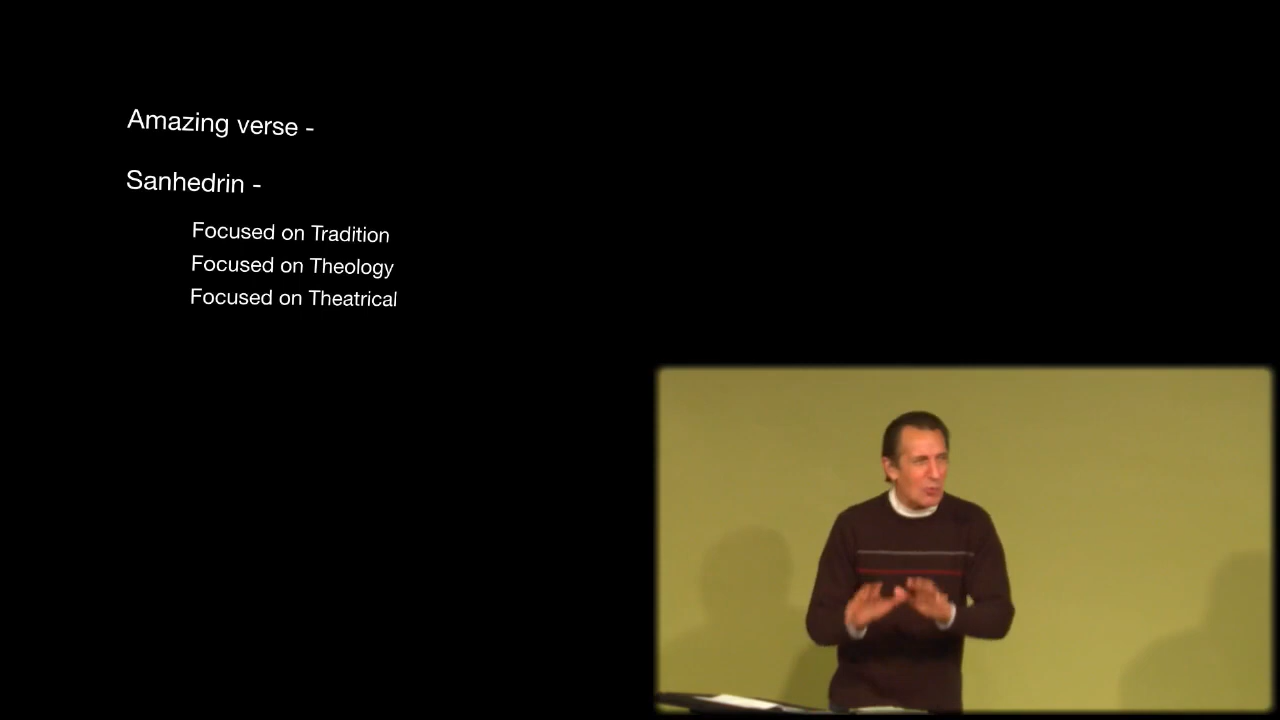 Amazing verse -
Sanhedrin -
Focused on Tradition
Focused on Theology
Focused on Theatrical